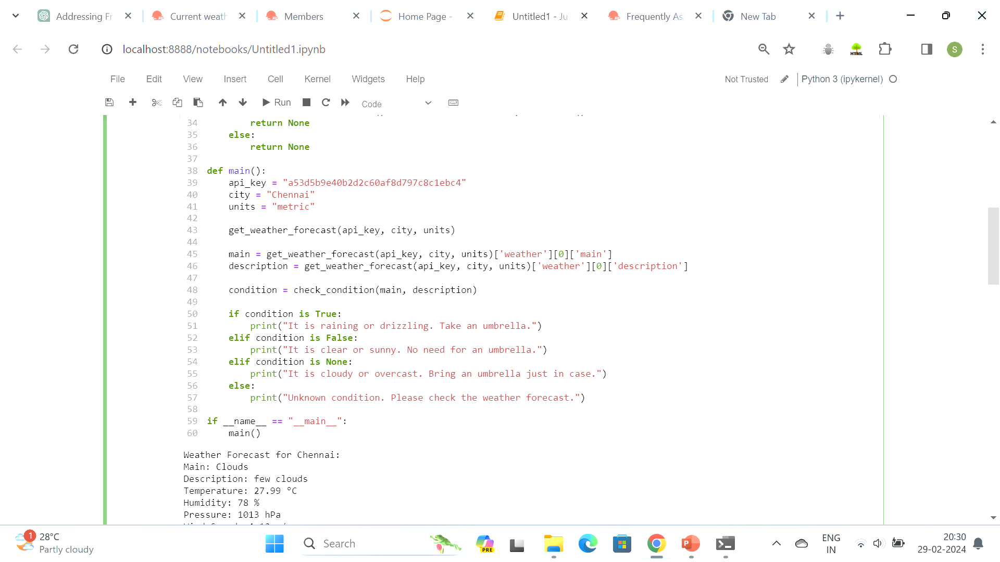 Addressing Fr
Current weath
Members
Home Page -
Untitled1 - Ju
Frequently As
New Tab
localhost:8888/notebooks/Untitled1.ipynb
HTML
S
File Edit View Insert Cell Kernel Widgets Help
Not Trusted
Python 3 (ipykernel)
Run
Code
34 return None
35 else:
36 return None
37
38 def main():
39 api_key = "a53d5b9e40b2d2c60af8d797c8c1ebc4"
40 city = "Chennai"
41 units = "metric"
42
43 get_weather_forecast(api_key, city, units)
44
45 main = get_weather_forecast(api_key, city, units)['weather'][0]['main']
46 description = get_weather_forecast(api_key, city, units)['weather'][0]['description']
47
48 condition = check_condition(main, description)
49
50 if condition is True:
51 print("It is raining or drizzling. Take an umbrella.")
52 elif condition is False:
53 print("It is clear or sunny. No need for an umbrella.")
54 elif condition is None:
55 print("It is cloudy or overcast. Bring an umbrella just in case.")
56 else:
57 print("Unknown condition. Please check the weather forecast.")
58
59 if __name__ == "__main__":
60 main()
Weather Forecast for Chennai:
Main: Clouds
Description: few clouds
Temperature: 27.99 °C
Humidity: 78 %
Pressure: 1013 hPa
1
28°C
Partly cloudy
Search
PRE
P
ENG
IN
20:30
29-02-2024